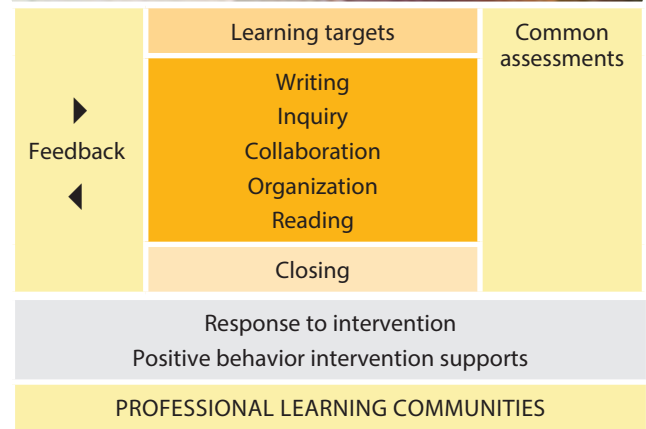 Feedback
Learning targets
Writing
Inquiry
Collaboration
Organization
Reading
Closing
Common
assessments
Response to intervention
Positive behavior intervention supports
PROFESSIONAL LEARNING COMMUNITIES